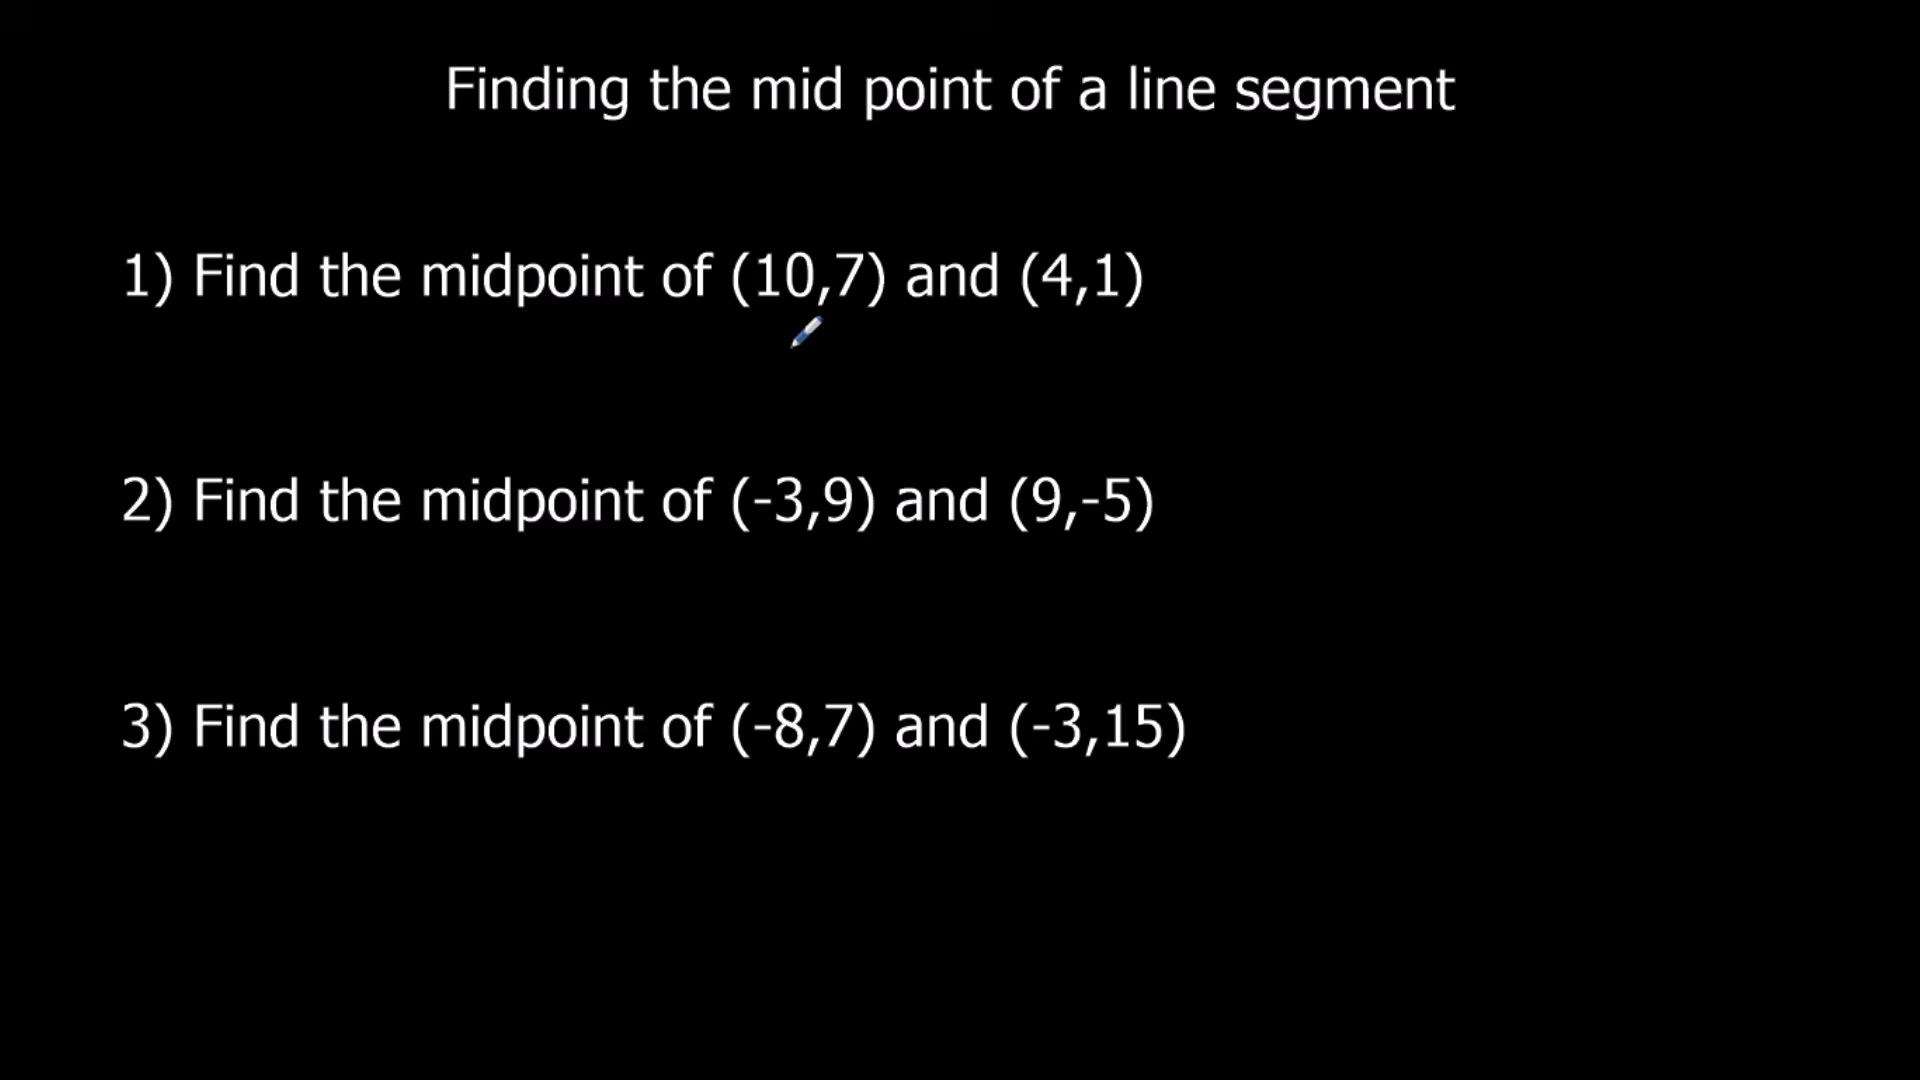 Finding the mid point of a line segment
1) Find the midpoint of (10,7) and (4,1)
2) Find the midpoint of (-3,9) and (9,-5)
3) Find the midpoint of (-8,7) and (-3,15)